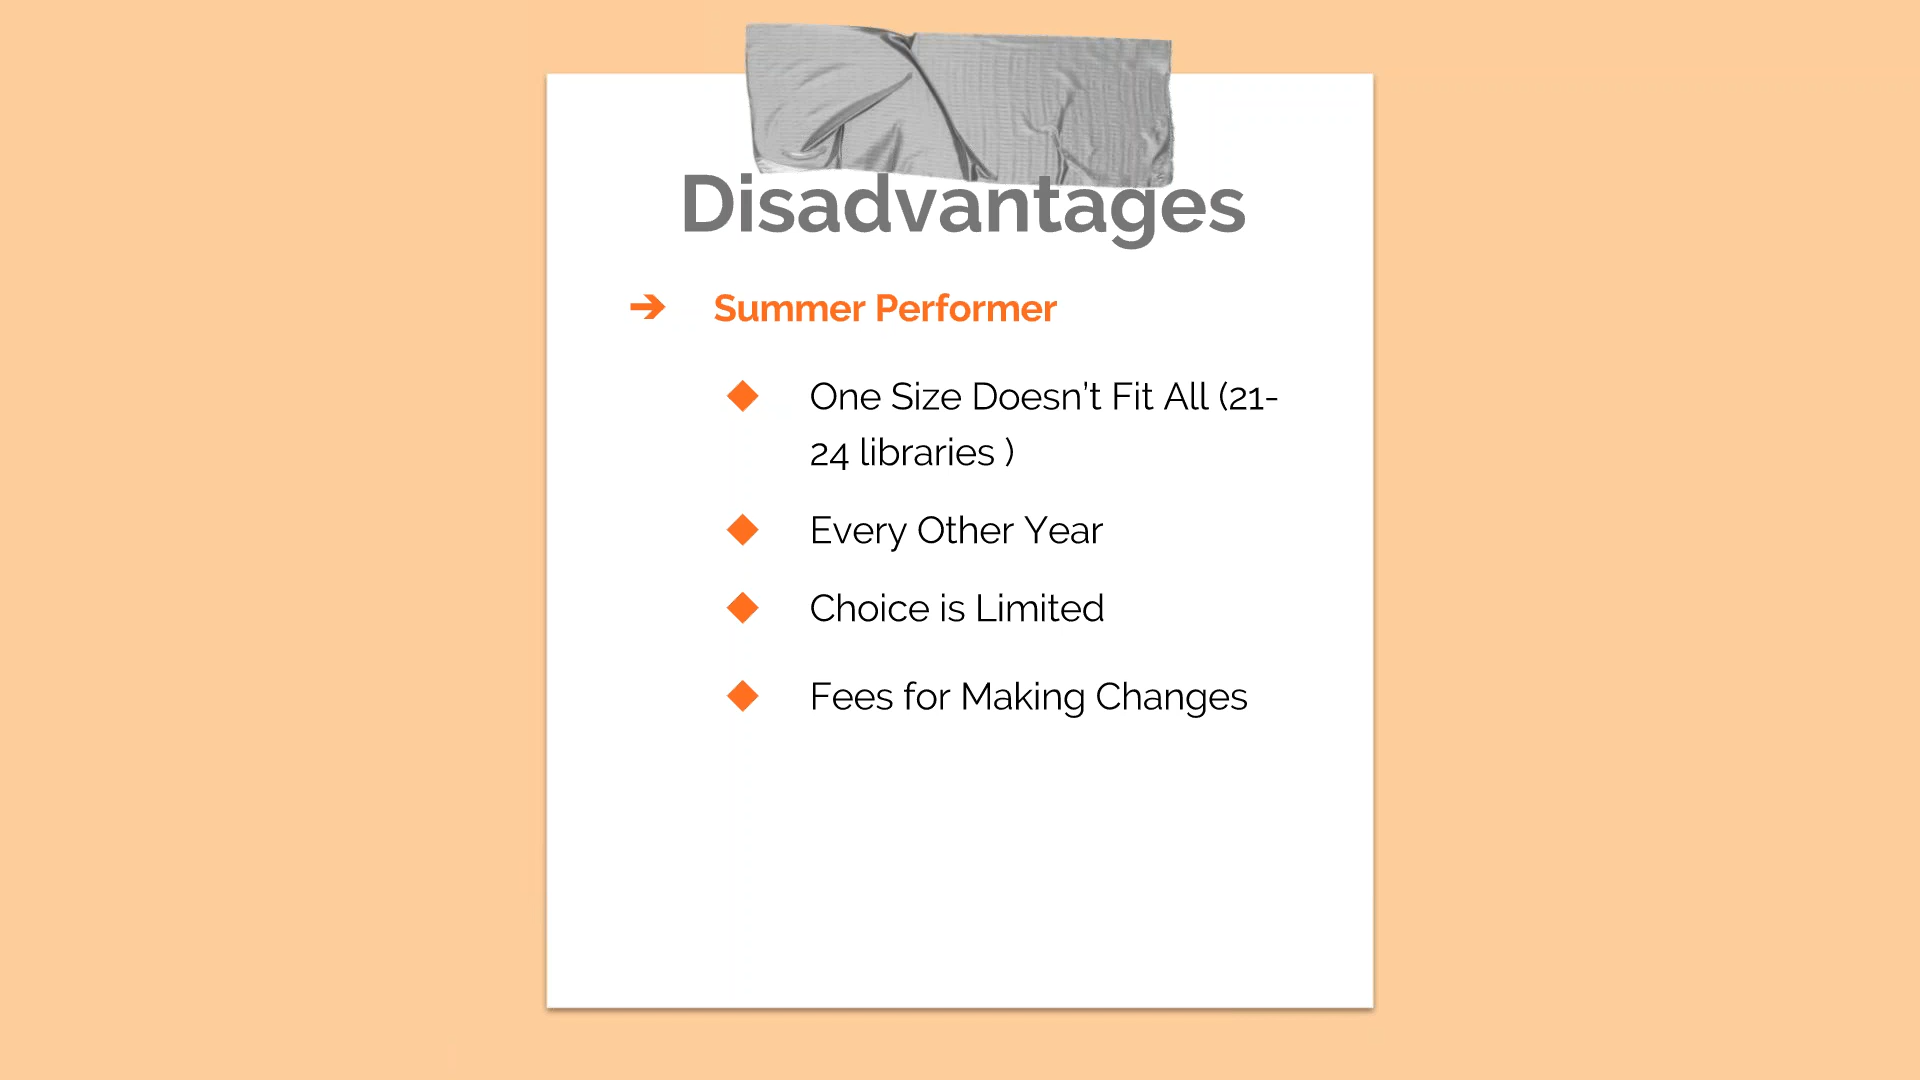 Disadvantages
➔ Summer Performer
◆ One Size Doesn’t Fit All (21-
24 libraries )
◆ Every Other Year
◆ Choice is Limited
◆ Fees for Making Changes